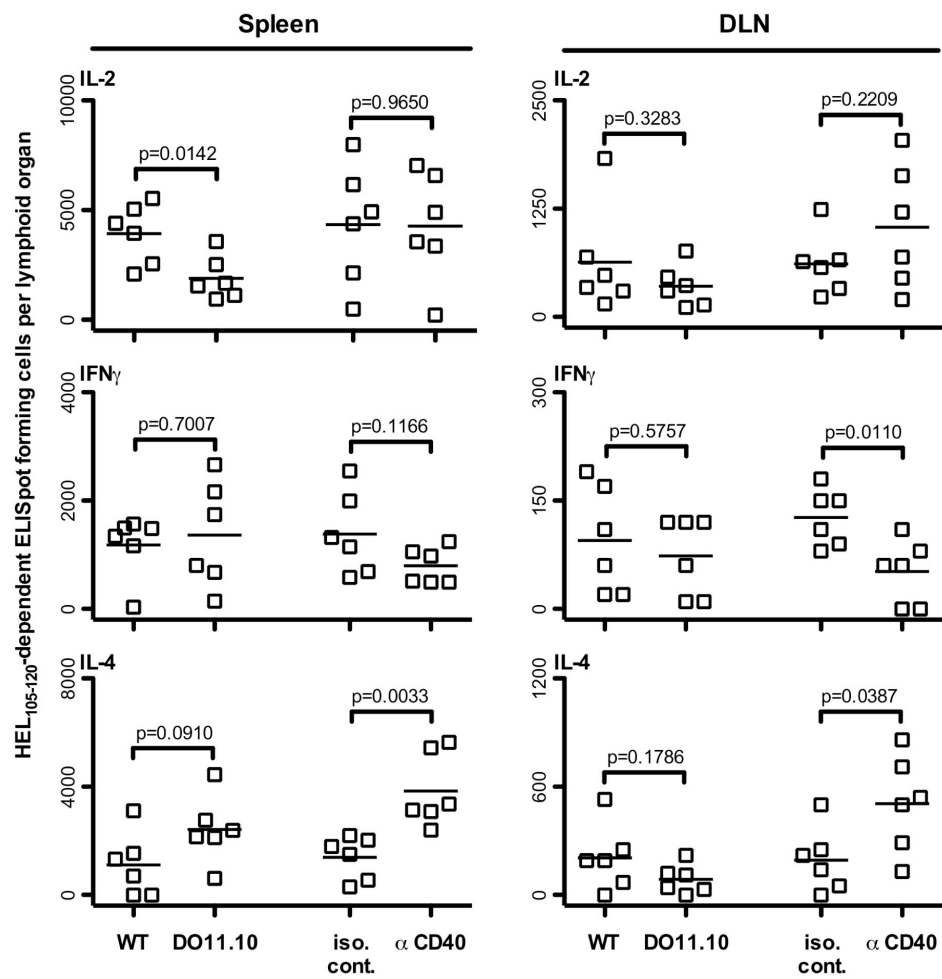 Spleen
DLN
HEL105-120-dependent ELISpot forming cells per lymphoid organ
IL-2
10000
5000
0
p=0.0142
p=0.9650
IL-2
2500
1250
0
p=0.3283
p=0.2209
IFNγ
4000
2000
0
p=0.7007
p=0.1166
IFNγ
300
150
0
p=0.5757
p=0.0110
IL-4
8000
4000
0
p=0.0910
p=0.0033
IL-4
1200
600
0
p=0.1786
p=0.0387
WT DO11.10 iso. cont. α CD40
WT DO11.10 iso. cont. α CD40